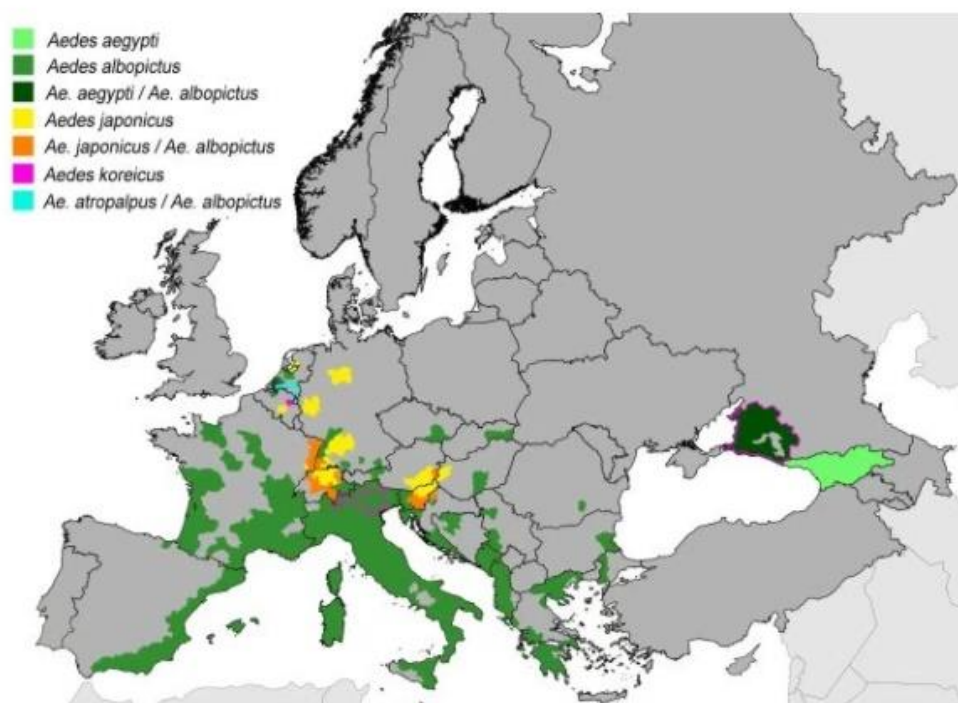 Aedes aegypti
Aedes albopictus
Ae. aegypti / Ae. albopictus
Aedes japonicus
Ae. japonicus / Ae. albopictus
Aedes koreicus
Ae. atropalpus / Ae. albopictus